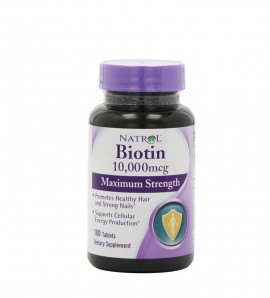 NATROL®
Biotin
10,000mcg
Maximum Strength
• Promotes Healthy Hair
and Strong Nails†
• Supports Cellular
Energy Production†
100 Tablets
Dietary Supplement